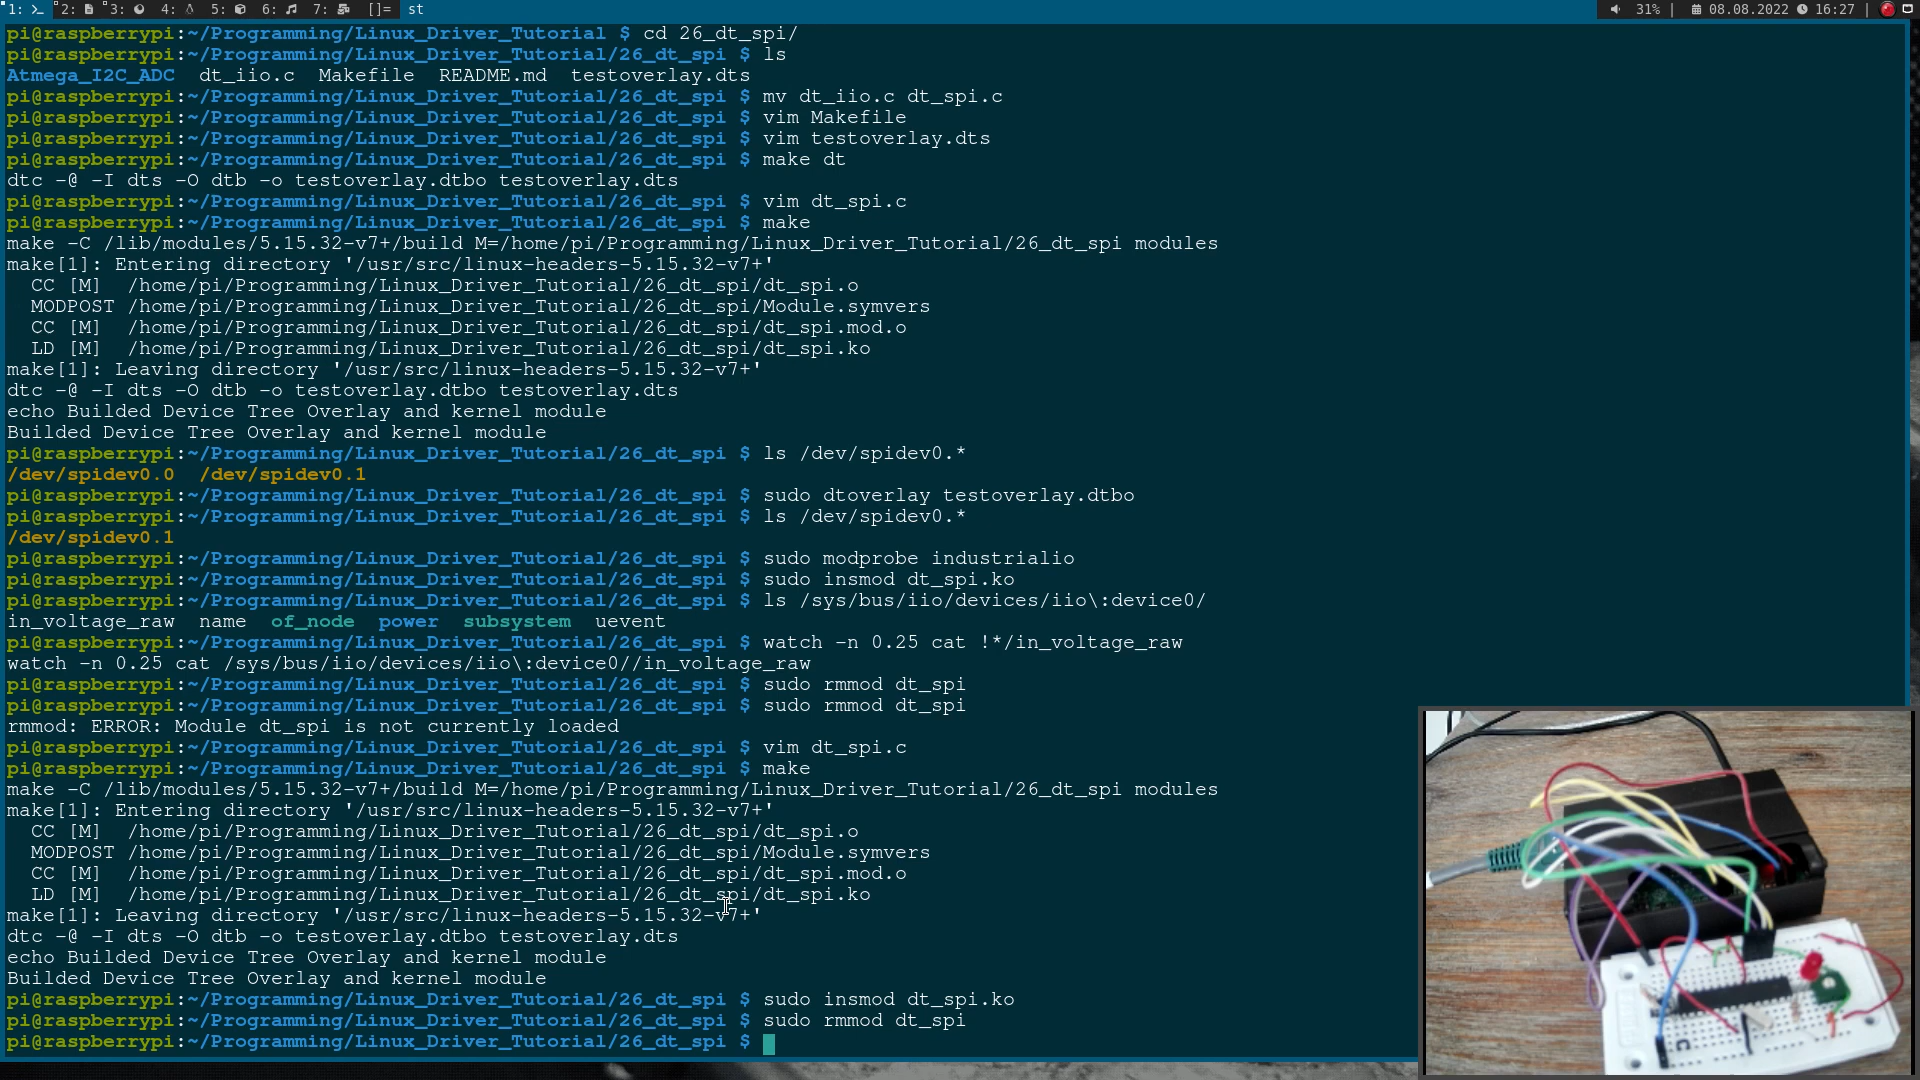 1: 2: 3: 4: 5: 6: 7: []= st 31% | 08.08.2022 16:27 |
pi@raspberrypi:~/Programming/Linux_Driver_Tutorial $ cd 26_dt_spi/
pi@raspberrypi:~/Programming/Linux_Driver_Tutorial/26_dt_spi $ ls
Atmega_I2C_ADC  dt_iio.c  Makefile  README.md  testoverlay.dts
pi@raspberrypi:~/Programming/Linux_Driver_Tutorial/26_dt_spi $ mv dt_iio.c dt_spi.c
pi@raspberrypi:~/Programming/Linux_Driver_Tutorial/26_dt_spi $ vim Makefile
pi@raspberrypi:~/Programming/Linux_Driver_Tutorial/26_dt_spi $ vim testoverlay.dts
pi@raspberrypi:~/Programming/Linux_Driver_Tutorial/26_dt_spi $ make dt
dtc -@ -I dts -O dtb -o testoverlay.dtbo testoverlay.dts
pi@raspberrypi:~/Programming/Linux_Driver_Tutorial/26_dt_spi $ vim dt_spi.c
pi@raspberrypi:~/Programming/Linux_Driver_Tutorial/26_dt_spi $ make
make -C /lib/modules/5.15.32-v7+/build M=/home/pi/Programming/Linux_Driver_Tutorial/26_dt_spi modules
make[1]: Entering directory '/usr/src/linux-headers-5.15.32-v7+'
  CC [M]  /home/pi/Programming/Linux_Driver_Tutorial/26_dt_spi/dt_spi.o
  MODPOST /home/pi/Programming/Linux_Driver_Tutorial/26_dt_spi/Module.symvers
  CC [M]  /home/pi/Programming/Linux_Driver_Tutorial/26_dt_spi/dt_spi.mod.o
  LD [M]  /home/pi/Programming/Linux_Driver_Tutorial/26_dt_spi/dt_spi.ko
make[1]: Leaving directory '/usr/src/linux-headers-5.15.32-v7+'
dtc -@ -I dts -O dtb -o testoverlay.dtbo testoverlay.dts
echo Builded Device Tree Overlay and kernel module
Builded Device Tree Overlay and kernel module
pi@raspberrypi:~/Programming/Linux_Driver_Tutorial/26_dt_spi $ ls /dev/spidev0.*
/dev/spidev0.0  /dev/spidev0.1
pi@raspberrypi:~/Programming/Linux_Driver_Tutorial/26_dt_spi $ sudo dtoverlay testoverlay.dtbo
pi@raspberrypi:~/Programming/Linux_Driver_Tutorial/26_dt_spi $ ls /dev/spidev0.*
/dev/spidev0.1
pi@raspberrypi:~/Programming/Linux_Driver_Tutorial/26_dt_spi $ sudo modprobe industrialio
pi@raspberrypi:~/Programming/Linux_Driver_Tutorial/26_dt_spi $ sudo insmod dt_spi.ko
pi@raspberrypi:~/Programming/Linux_Driver_Tutorial/26_dt_spi $ ls /sys/bus/iio/devices/iio\:device0/
in_voltage_raw  name  of_node  power  subsystem  uevent
pi@raspberrypi:~/Programming/Linux_Driver_Tutorial/26_dt_spi $ watch -n 0.25 cat !*/in_voltage_raw
watch -n 0.25 cat /sys/bus/iio/devices/iio\:device0//in_voltage_raw
pi@raspberrypi:~/Programming/Linux_Driver_Tutorial/26_dt_spi $ sudo rmmod dt_spi
pi@raspberrypi:~/Programming/Linux_Driver_Tutorial/26_dt_spi $ sudo rmmod dt_spi
rmmod: ERROR: Module dt_spi is not currently loaded
pi@raspberrypi:~/Programming/Linux_Driver_Tutorial/26_dt_spi $ vim dt_spi.c
pi@raspberrypi:~/Programming/Linux_Driver_Tutorial/26_dt_spi $ make
make -C /lib/modules/5.15.32-v7+/build M=/home/pi/Programming/Linux_Driver_Tutorial/26_dt_spi modules
make[1]: Entering directory '/usr/src/linux-headers-5.15.32-v7+'
  CC [M]  /home/pi/Programming/Linux_Driver_Tutorial/26_dt_spi/dt_spi.o
  MODPOST /home/pi/Programming/Linux_Driver_Tutorial/26_dt_spi/Module.symvers
  CC [M]  /home/pi/Programming/Linux_Driver_Tutorial/26_dt_spi/dt_spi.mod.o
  LD [M]  /home/pi/Programming/Linux_Driver_Tutorial/26_dt_spi/dt_spi.ko
make[1]: Leaving directory '/usr/src/linux-headers-5.15.32-v7+'
dtc -@ -I dts -O dtb -o testoverlay.dtbo testoverlay.dts
echo Builded Device Tree Overlay and kernel module
Builded Device Tree Overlay and kernel module
pi@raspberrypi:~/Programming/Linux_Driver_Tutorial/26_dt_spi $ sudo insmod dt_spi.ko
pi@raspberrypi:~/Programming/Linux_Driver_Tutorial/26_dt_spi $ sudo rmmod dt_spi
pi@raspberrypi:~/Programming/Linux_Driver_Tutorial/26_dt_spi $